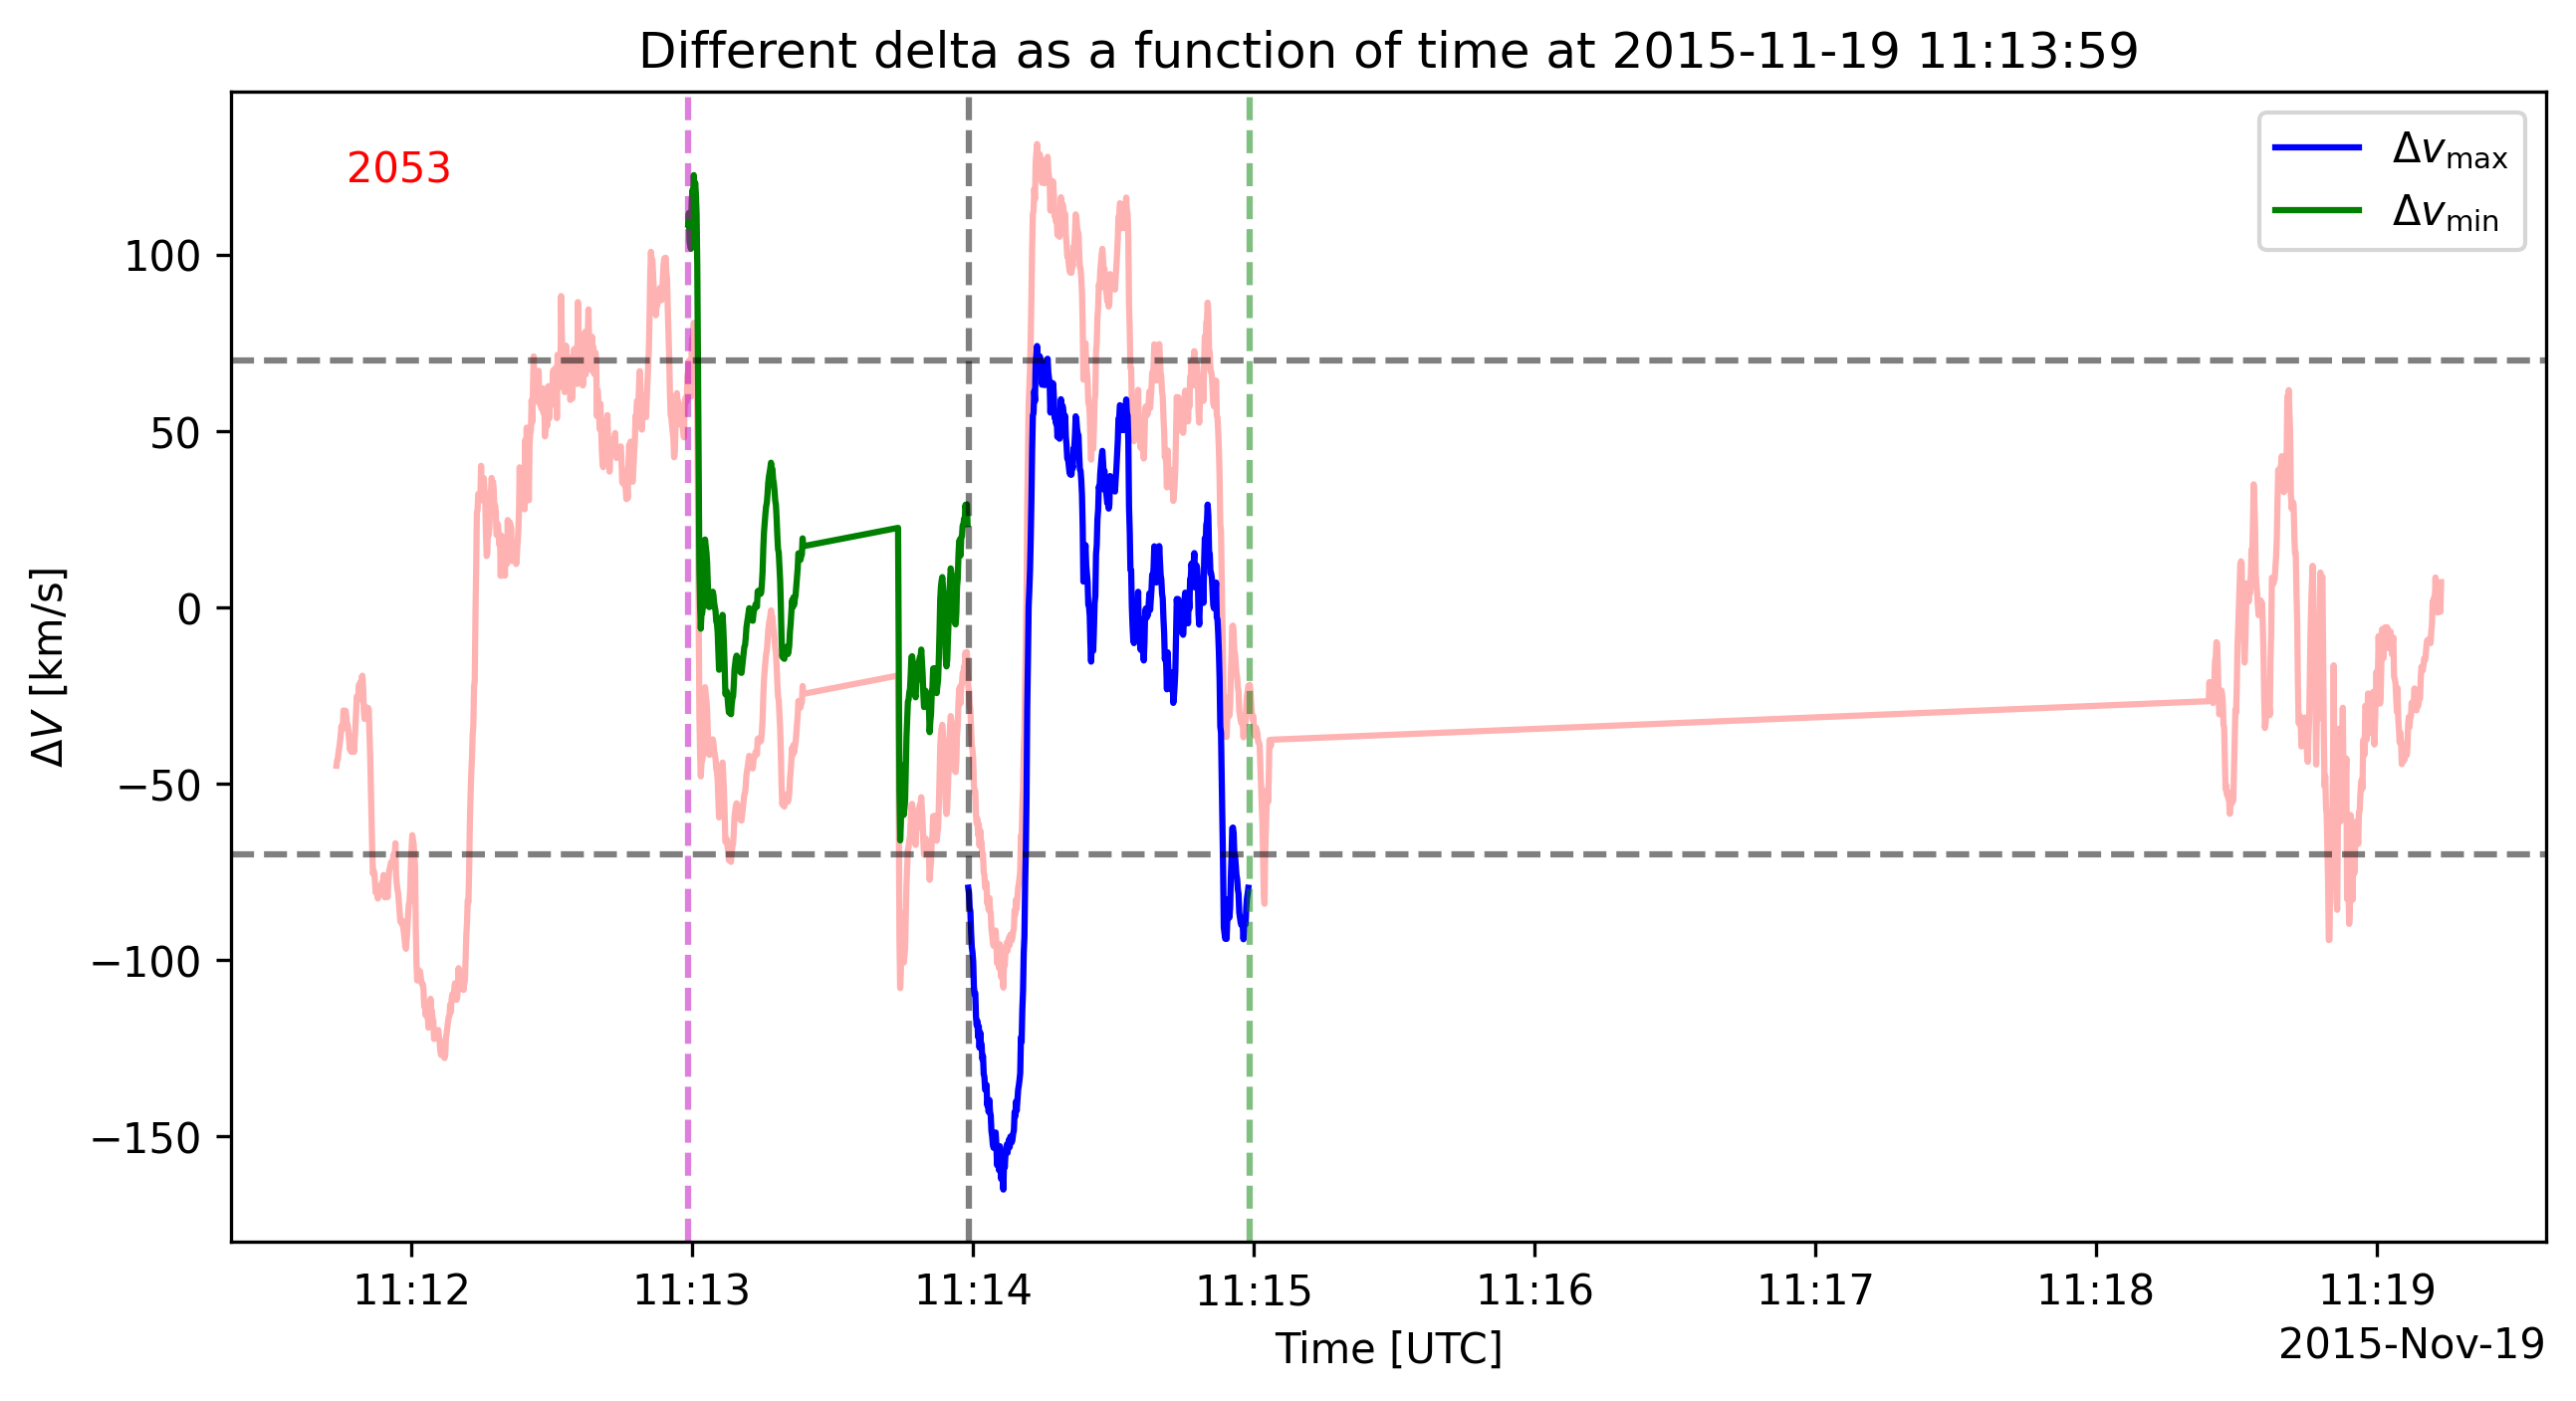 Different delta as a function of time at 2015-11-19 11:13:59
2053
Δv_max
Δv_min
100
50
0
−50
−100
−150
ΔV [km/s]
11:12 11:13 11:14 11:15 11:16 11:17 11:18 11:19
Time [UTC]
2015-Nov-19